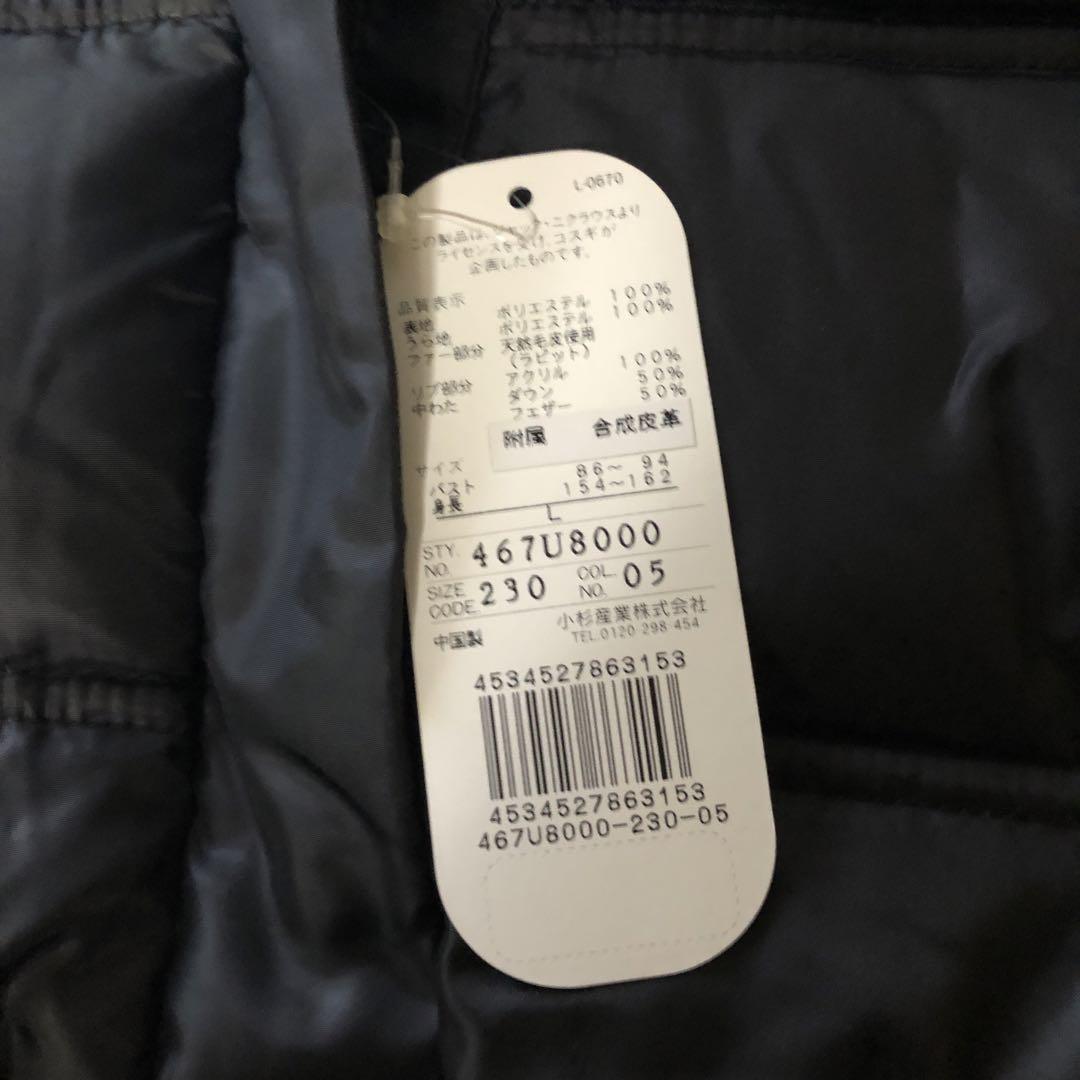 L-0670
この製品は、ジャック・ニクラウスより
ライセンスを受け、コスギが
企画したものです。
品質表示
表地 ポリエステル 100%
うら地 ポリエステル 100%
ファー部分 天然毛皮使用
(ラビット)
リブ部分 アクリル 100%
中わた ダウン 50%
フェザー 50%
附属 合成皮革
サイズ
バスト 86～ 94
身長 154～162
L
STY. NO. 467U8000
SIZE CODE 230 COL. NO. 05
中国製 小杉産業株式会社
TEL.0120-298-454
4534527863153
4534527863153
467U8000-230-05